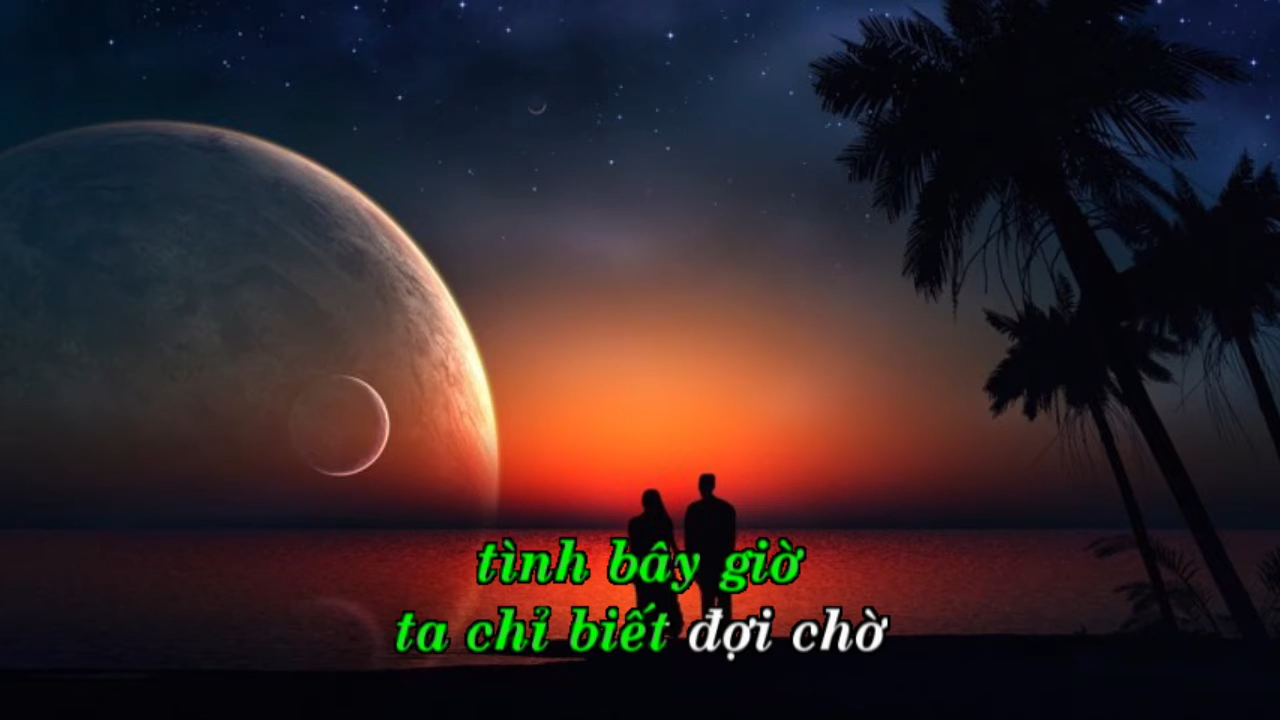 tình bây giờ
ta chỉ biết đợi chờ